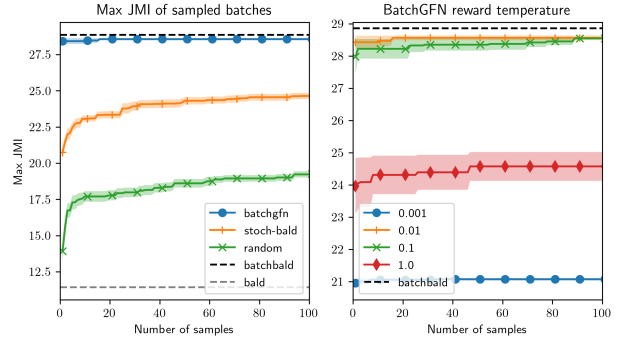 Max JMI of sampled batches
Max JMI
27.5
25.0
22.5
20.0
17.5
15.0
12.5
0 20 40 60 80 100
Number of samples
batchgfn
stoch-bald
random
batchbald
bald
BatchGFN reward temperature
29
28
27
26
25
24
23
22
21
0 20 40 60 80 100
Number of samples
0.001
0.01
0.1
1.0
batchbald